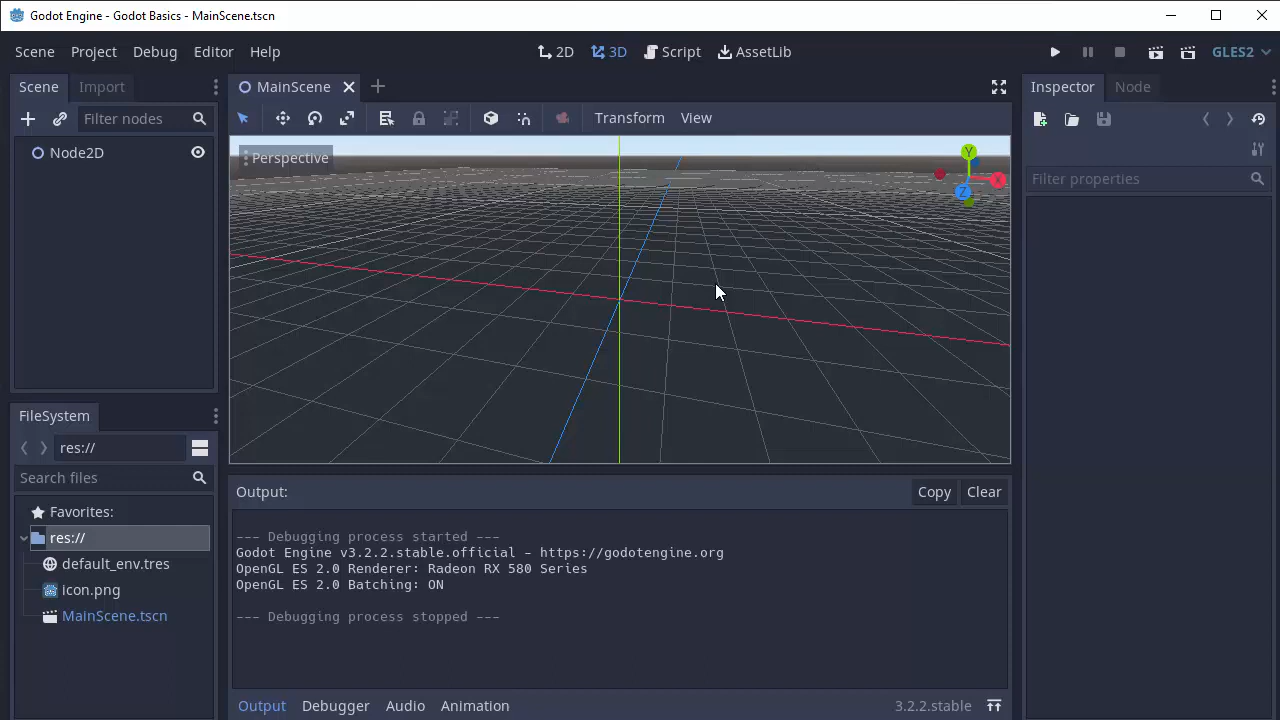 Godot Engine - Godot Basics - MainScene.tscn
Scene Project Debug Editor Help
2D 3D Script AssetLib
GLES2
Scene Import
MainScene
Inspector Node
Filter nodes
Transform View
Node2D
Perspective
Y
X
Z
Filter properties
FileSystem
res://
Search files
Favorites:
res://
default_env.tres
icon.png
MainScene.tscn
Output:
Copy Clear
--- Debugging process started ---
Godot Engine v3.2.2.stable.official - https://godotengine.org
OpenGL ES 2.0 Renderer: Radeon RX 580 Series
OpenGL ES 2.0 Batching: ON
--- Debugging process stopped ---
Output Debugger Audio Animation
3.2.2.stable